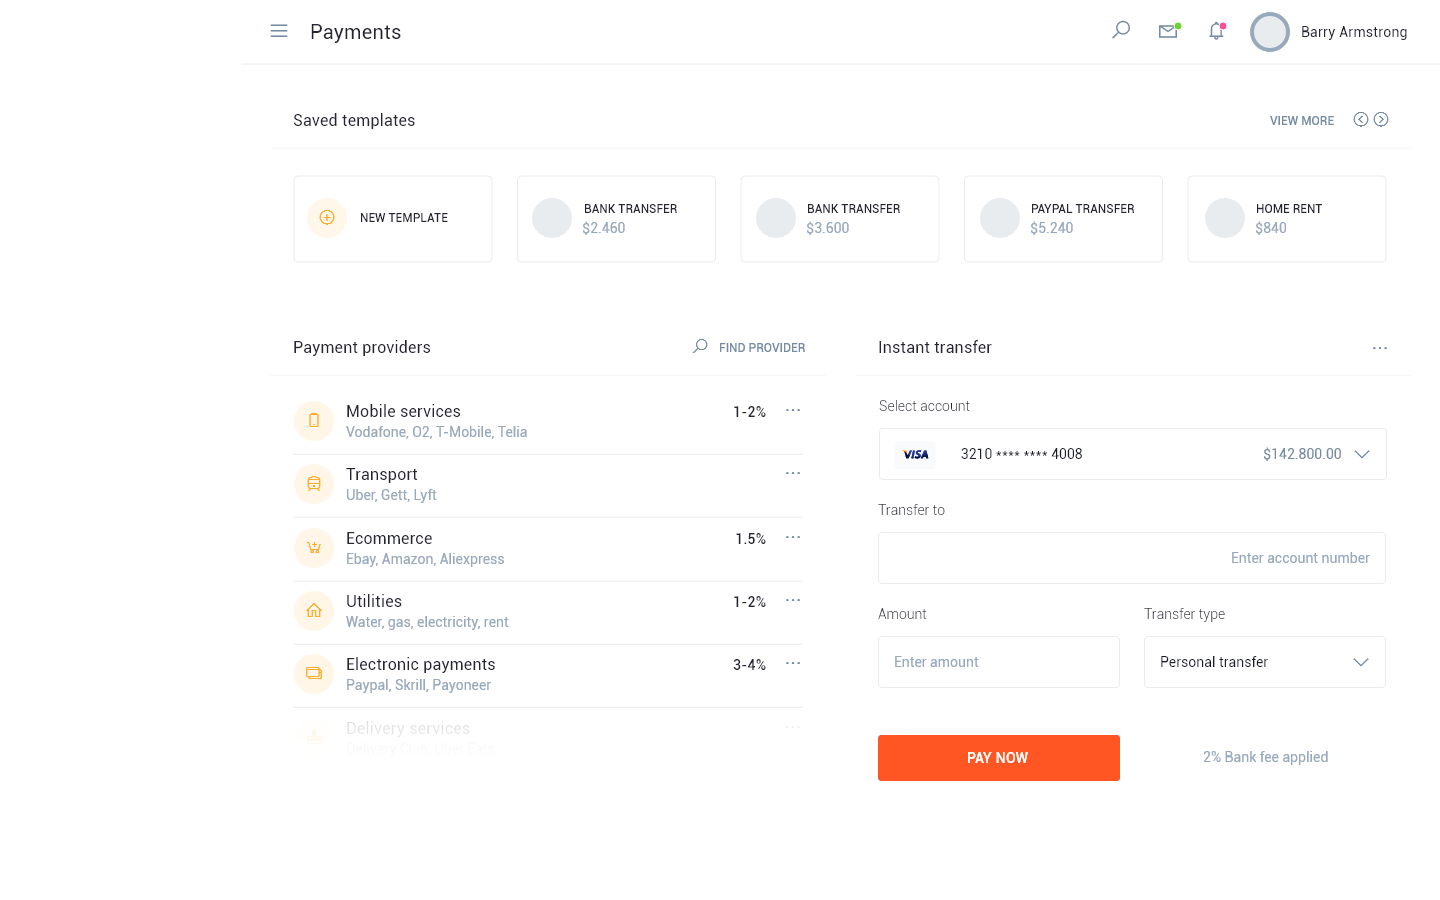 Payments
Barry Armstrong
Saved templates
VIEW MORE
NEW TEMPLATE
BANK TRANSFER
$2.460
BANK TRANSFER
$3.600
PAYPAL TRANSFER
$5.240
HOME RENT
$840
Payment providers
FIND PROVIDER
Mobile services
1-2%
Vodafone, O2, T-Mobile, Telia
Transport
Uber, Gett, Lyft
Ecommerce
1.5%
Ebay, Amazon, Aliexpress
Utilities
1-2%
Water, gas, electricity, rent
Electronic payments
3-4%
Paypal, Skrill, Payoneer
Delivery services
Delivery Club, Uber Eats
Instant transfer
Select account
VISA
3210 **** **** 4008
$142.800.00
Transfer to
Enter account number
Amount
Transfer type
Enter amount
Personal transfer
PAY NOW
2% Bank fee applied